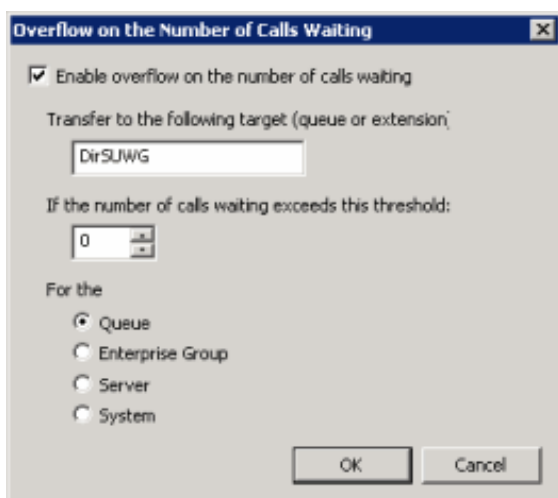 Overflow on the Number of Calls Waiting
Enable overflow on the number of calls waiting
Transfer to the following target (queue or extension)
DirSUWG
If the number of calls waiting exceeds this threshold:
0
For the
Queue
Enterprise Group
Server
System
OK
Cancel